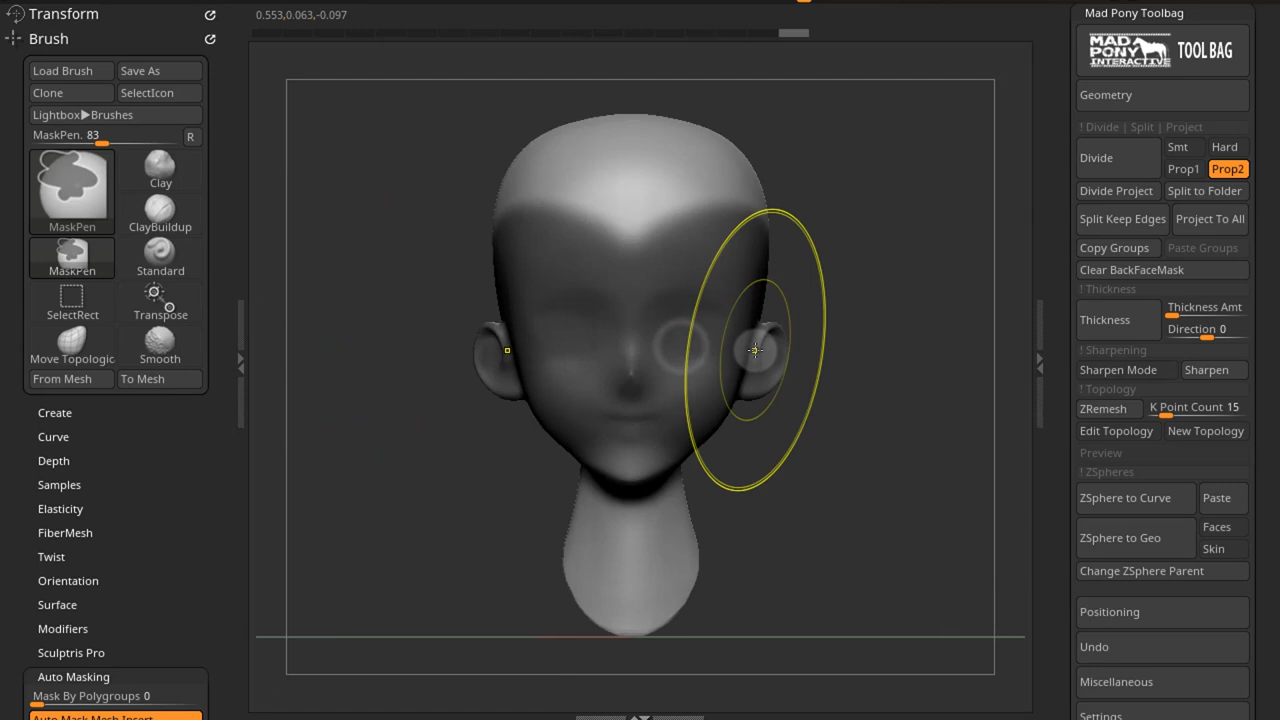 Transform
Brush
Load Brush
Save As
Clone
SelectIcon
Lightbox▶Brushes
MaskPen. 83
R
MaskPen
Clay
ClayBuildup
MaskPen
Standard
SelectRect
Transpose
Move Topologic
Smooth
From Mesh
To Mesh
Create
Curve
Depth
Samples
Elasticity
FiberMesh
Twist
Orientation
Surface
Modifiers
Sculptris Pro
Auto Masking
Mask By Polygroups 0
Auto Mask Mesh Insert
0.553,0.063,-0.097
Mad Pony Toolbag
MAD
PONY
INTERACTIVE
TOOL BAG
Geometry
! Divide | Split | Project
Divide
Smt
Hard
Prop1
Prop2
Divide Project
Split to Folder
Split Keep Edges
Project To All
Copy Groups
Paste Groups
Clear BackFaceMask
! Thickness
Thickness
Thickness Amt
Direction 0
! Sharpening
Sharpen Mode
Sharpen
! Topology
ZRemesh
K Point Count 15
Edit Topology
New Topology
Preview
! ZSpheres
ZSphere to Curve
Paste
ZSphere to Geo
Faces
Skin
Change ZSphere Parent
Positioning
Undo
Miscellaneous
Settings